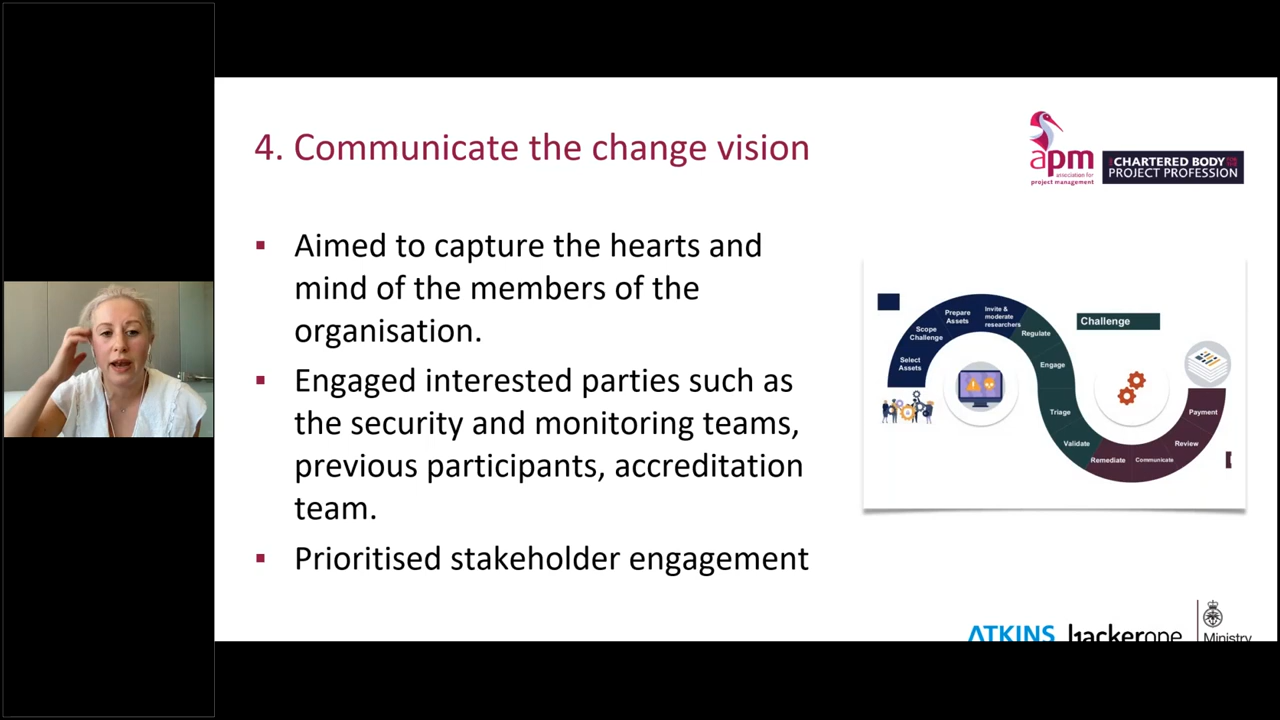 4. Communicate the change vision
apm
association for
project management
CHARTERED BODY FOR THE
PROJECT PROFESSION
Aimed to capture the hearts and
mind of the members of the
organisation.
Engaged interested parties such as
the security and monitoring teams,
previous participants, accreditation
team.
Prioritised stakeholder engagement
Select
Assets
Scope
Challenge
Prepare
Assets
Invite &
moderate
researchers
Regulate
Challenge
Engage
Triage
Validate
Remediate
Communicate
Review
Payment
ATKINS
hackerone
Ministry